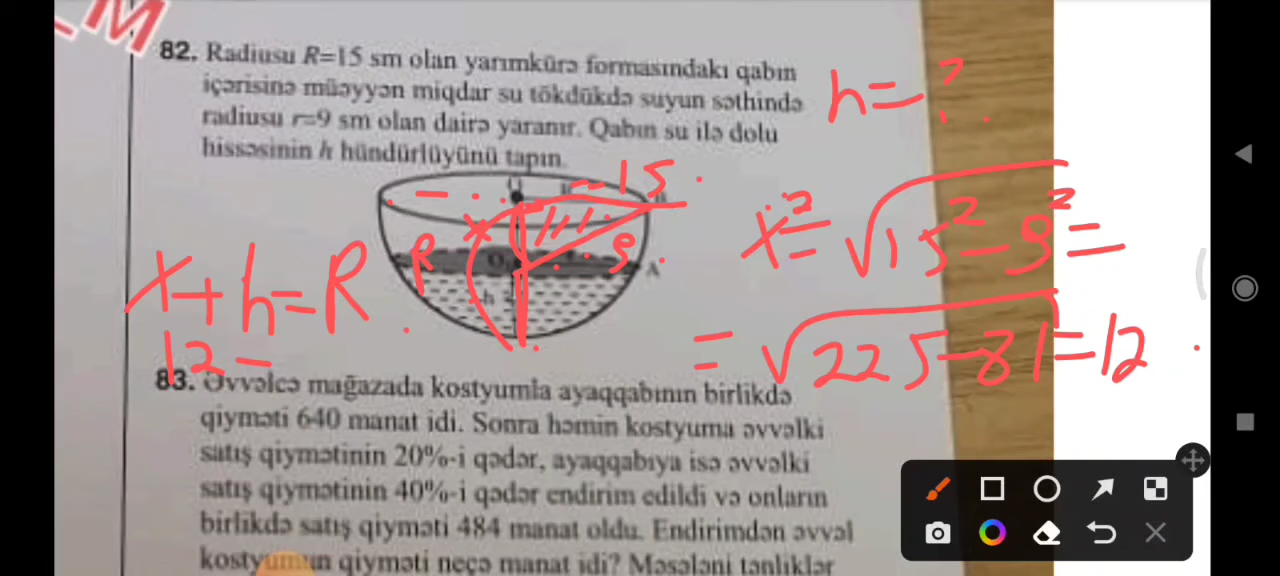 M
82. Radiusu R=15 sm olan yarımkürə formasındakı qabın
içərisinə müəyyən miqdar su tökdükdə suyun səthində
radiusu r=9 sm olan dairə yaranır. Qabın su ilə dolu
hissəsinin h hündürlüyünü tapın.
h=?
15
x
R
9
A
h
x²=√15²-9²=
=√225-81=12
x+h=R
12-
83. Əvvəlcə mağazada kostyumla ayaqqabının birlikdə
qiyməti 640 manat idi. Sonra həmin kostyuma əvvəlki
satış qiymətinin 20%-i qədər, ayaqqabıya isə əvvəlki
satış qiymətinin 40%-i qədər endirim edildi və onların
birlikdə satış qiyməti 484 manat oldu. Endirimdən əvvəl
kostyumun qiyməti neçə manat idi? Məsələni tənliklər